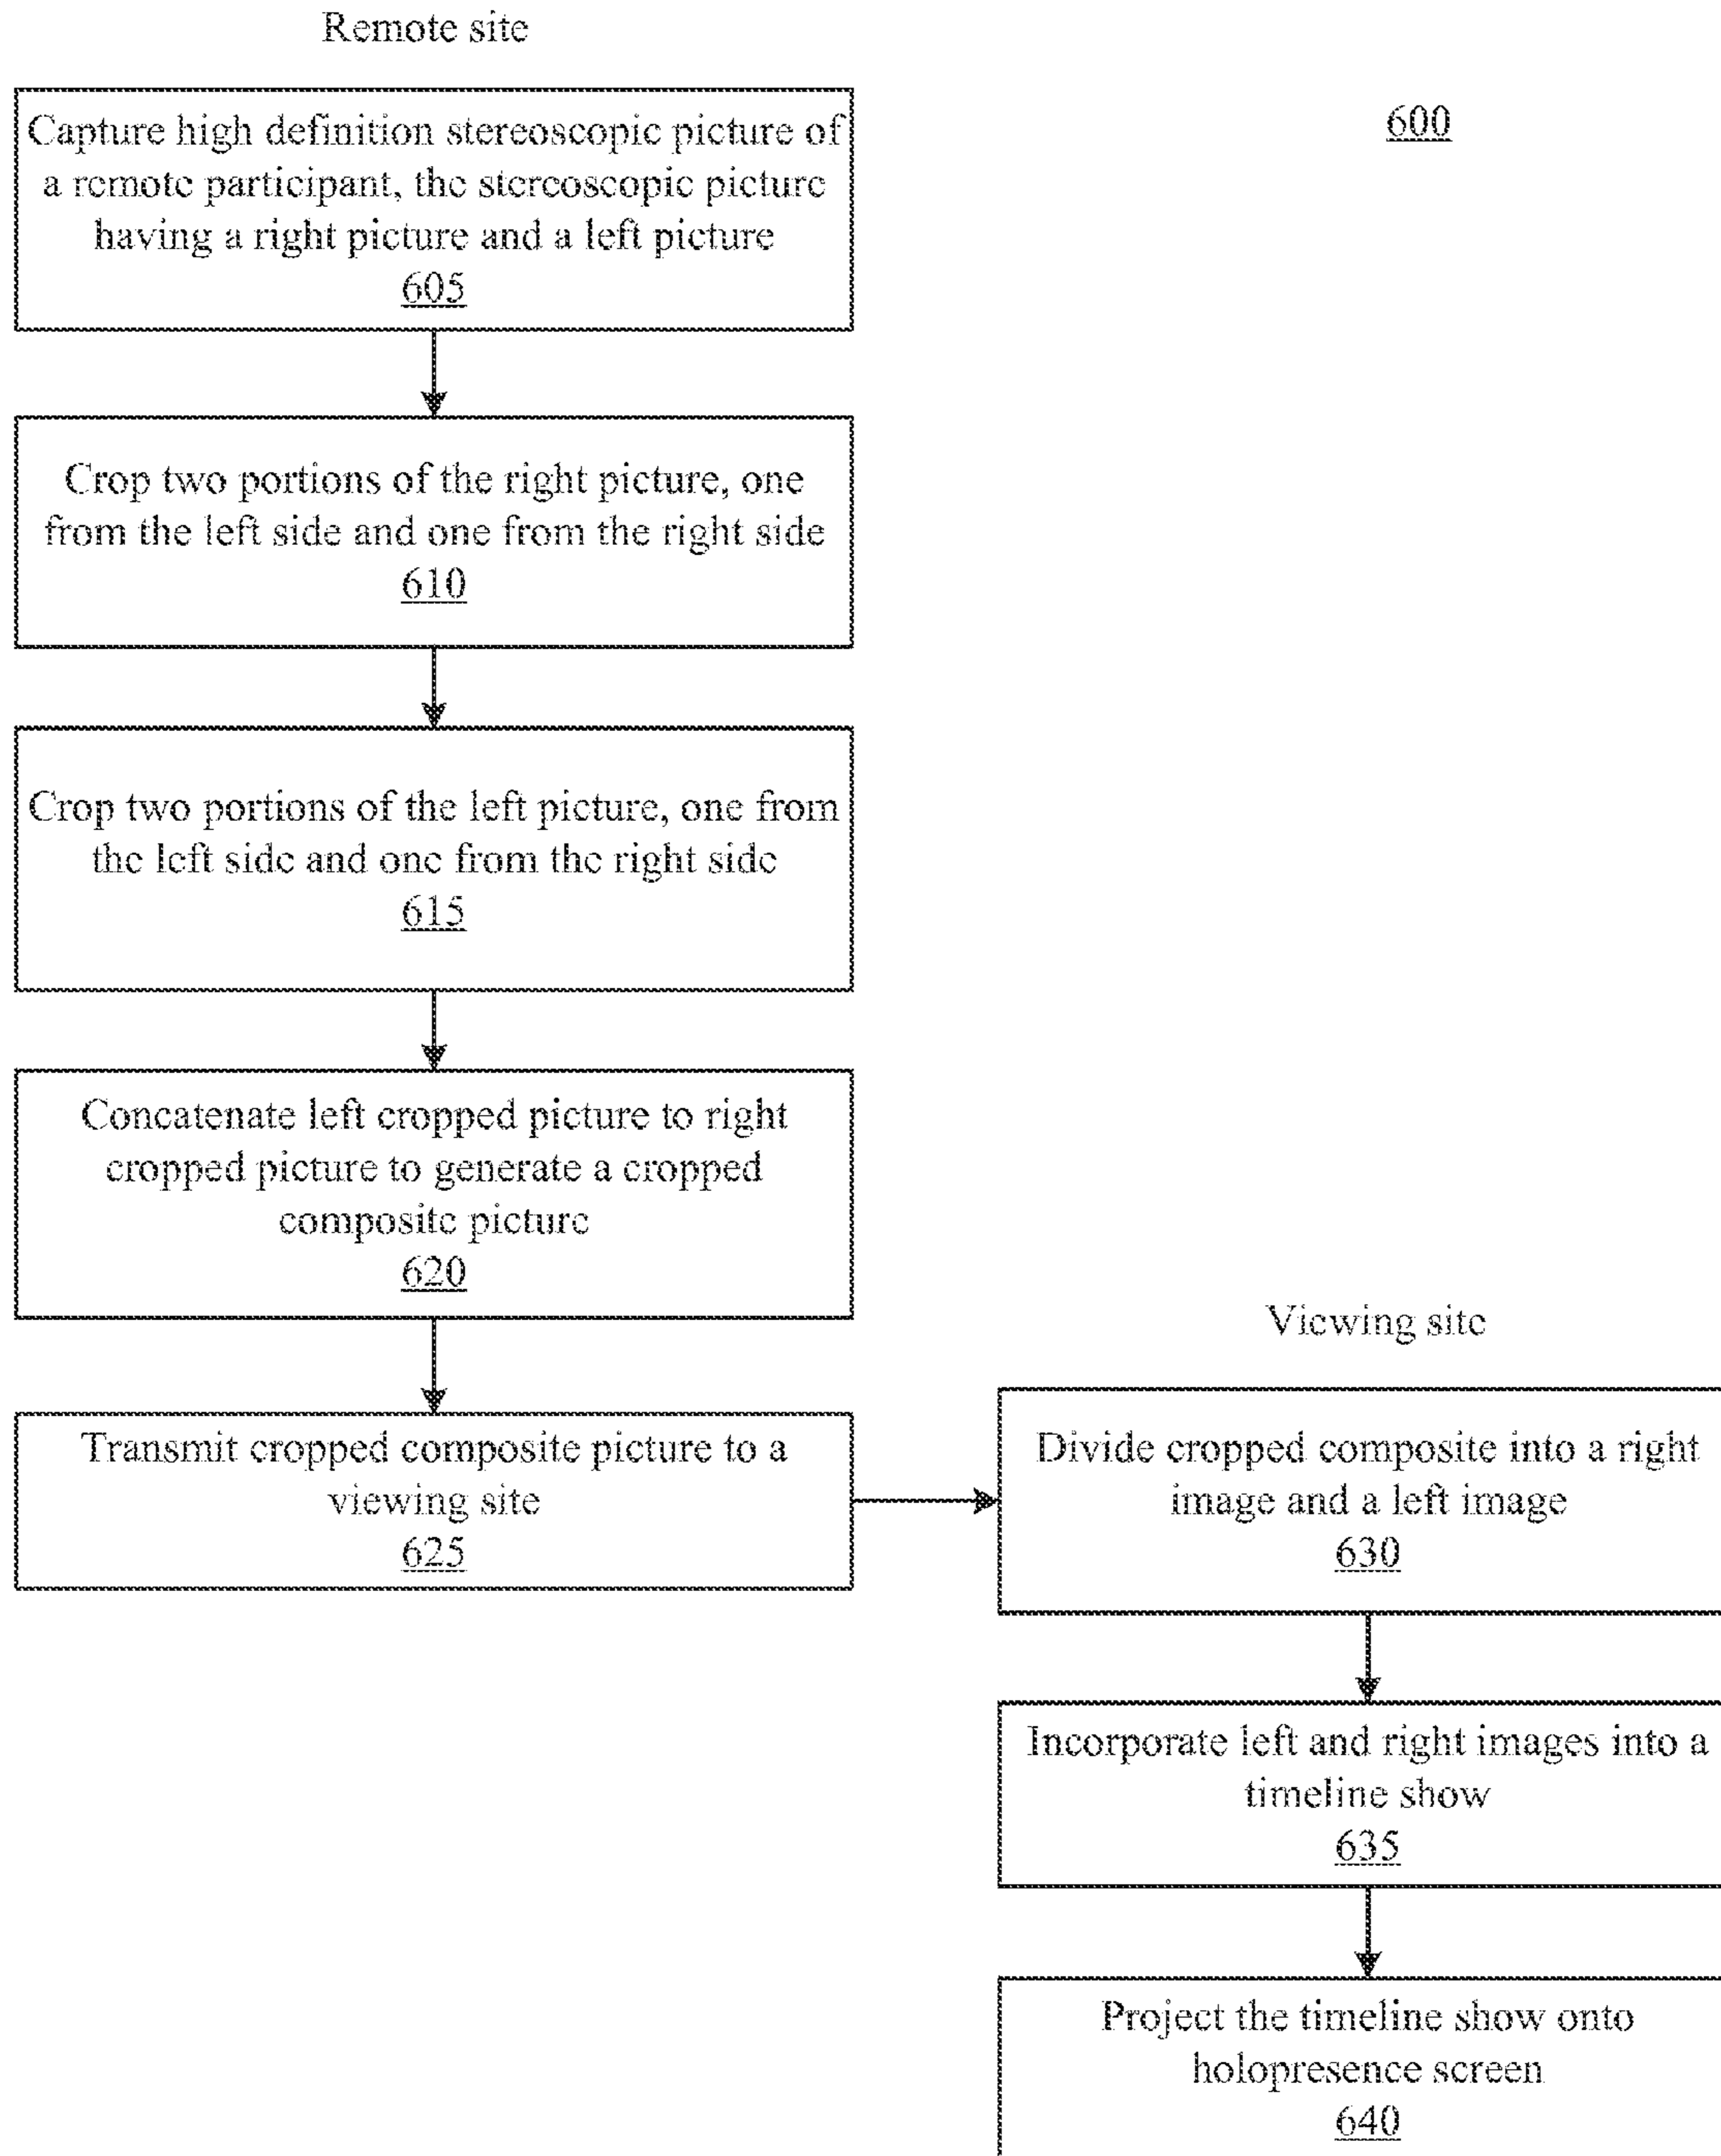 Remote site
600
Capture high definition stereoscopic picture of
a remote participant, the stereoscopic picture
having a right picture and a left picture
605
Crop two portions of the right picture, one
from the left side and one from the right side
610
Crop two portions of the left picture, one from
the left side and one from the right side
615
Concatenate left cropped picture to right
cropped picture to generate a cropped
composite picture
620
Transmit cropped composite picture to a
viewing site
625
Viewing site
Divide cropped composite into a right
image and a left image
630
Incorporate left and right images into a
timeline show
635
Project the timeline show onto
holopresence screen
640